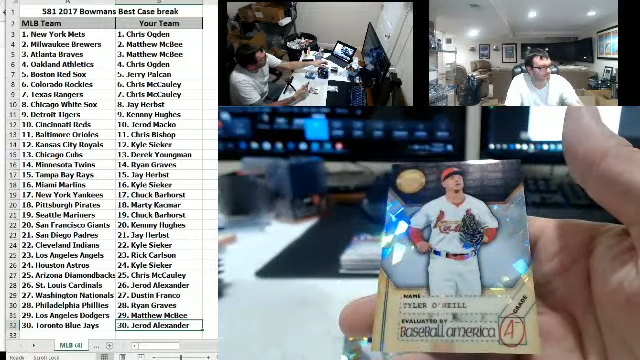 581 2017 Bowmans Best Case break
MLB Team Your Team
1. New York Mets 1. Chris Ogden
2. Milwaukee Brewers 2. Matthew McBee
3. Atlanta Braves 3. Matthew McBee
4. Oakland Athletics 4. Chris Ogden
5. Boston Red Sox 5. Jerry Palcan
6. Colorado Rockies 6. Chris McCauley
7. Texas Rangers 7. Chris McCauley
8. Chicago White Sox 8. Jay Herbst
9. Detroit Tigers 9. Kennny Hughes
10. Cincinnati Reds 10. Jerod Macko
11. Baltimore Orioles 11. Chris Bishop
12. Kansas City Royals 12. Kyle Sieker
13. Chicago Cubs 13. Derek Youngman
14. Minnesota Twins 14. Ryan Graves
15. Tampa Bay Rays 15. Jay Herbst
16. Miami Marlins 16. Kyle Sieker
17. New York Yankees 17. Chuck Barhorst
18. Pittsburgh Pirates 18. Marty Kacmar
19. Seattle Mariners 19. Chuck Barhorst
20. San Francisco Giants 20. Kennny Hughes
21. San Diego Padres 21. Jay Herbst
22. Cleveland Indians 22. Kyle Sieker
23. Los Angeles Angels 23. Rick Carlson
24. Houston Astros 24. Kyle Sieker
25. Arizona Diamondbacks 25. Chris McCauley
26. St. Louis Cardinals 26. Jerod Alexander
27. Washington Nationals 27. Dustin Franco
28. Philadelphia Phillies 28. Ryan Graves
29. Los Angeles Dodgers 29. Matthew McBee
30. Toronto Blue Jays 30. Jerod Alexander
MLB (4)
Ready Scroll Lock
NAME
TYLER O'NEILL
GRADE
EVALUATED BY
Baseball america